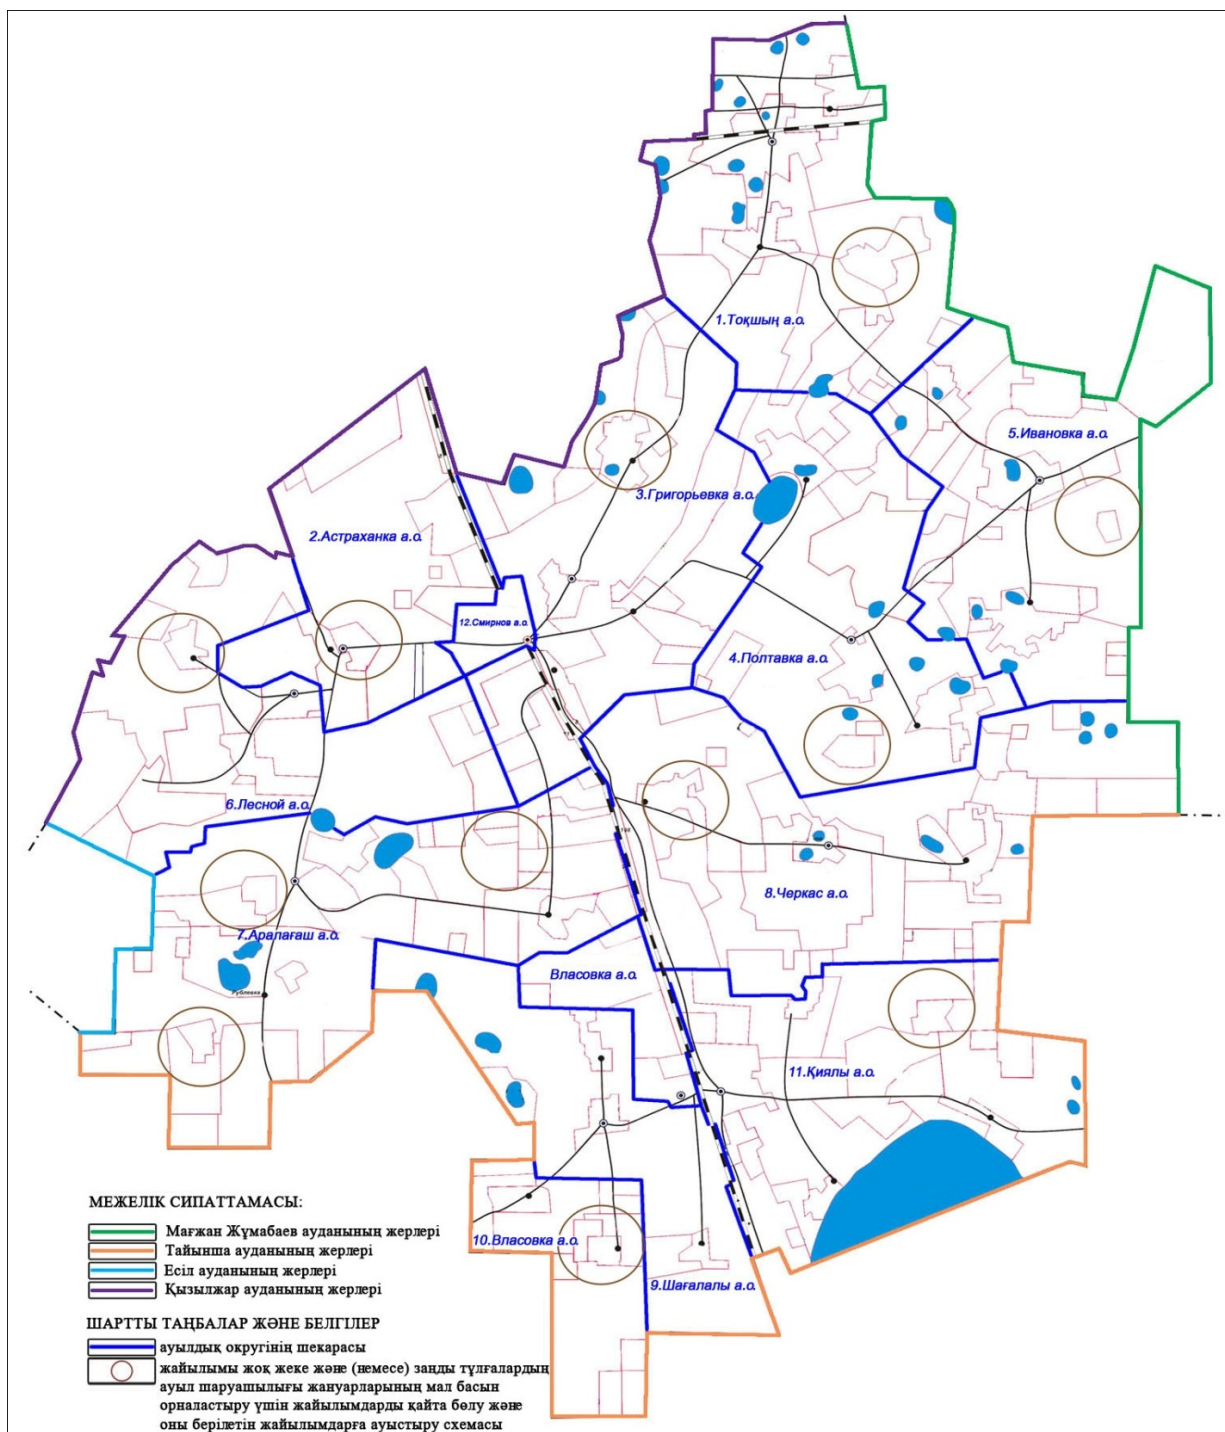 1.Тоқшың а.о.
5.Ивановка а.о.
3.Григорьевка а.о.
2.Астраханка а.о.
12.Смирнов а.о.
4.Полтавка а.о.
6.Лесной а.о.
8.Черкас а.о.
7.Аралағаш а.о.
Власовка а.о.
Рублевка
11.Қиялы а.о.
10.Власовка а.о.
9.Шағалалы а.о.
МЕЖЕЛІК СИПАТТАМАСЫ:
Мағжан Жұмабаев ауданының жерлері
Тайынша ауданының жерлері
Есіл ауданының жерлері
Қызылжар ауданының жерлері
ШАРТТЫ ТАҢБАЛАР ЖӘНЕ БЕЛГІЛЕР
ауылдық округінің шекарасы
жайылымы жоқ жеке және (немесе) заңды тұлғалардың
ауыл шаруашылығы жануарларының мал басын
орналастыру үшін жайылымдарды қайта бөлу және
оны берілетін жайылымдарға ауыстыру схемасы